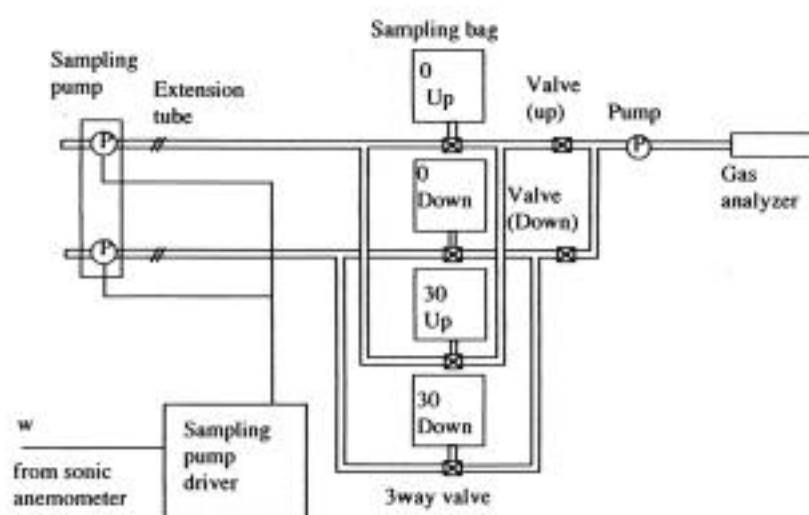 Sampling bag
Sampling
pump
Extension
tube
0
Up
Valve
(up)
Pump
P
P
Gas
analyzer
0
Down
Valve
(Down)
P
30
Up
30
Down
w
from sonic
anemometer
Sampling
pump
driver
3way valve